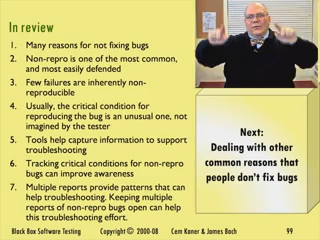 In review
1. Many reasons for not fixing bugs
2. Non-repro is one of the most common,
and most easily defended
3. Few failures are inherently non-
reproducible
4. Usually, the critical condition for
reproducing the bug is an unusual one, not
imagined by the tester
5. Tools help capture information to support
troubleshooting
6. Tracking critical conditions for non-repro
bugs can improve awareness
7. Multiple reports provide patterns that can
help troubleshooting. Keeping multiple
reports of non-repro bugs open can help
this troubleshooting effort.
Next:
Dealing with other
common reasons that
people don't fix bugs
Black Box Software Testing Copyright © 2000-08 Cem Kaner & James Bach 99